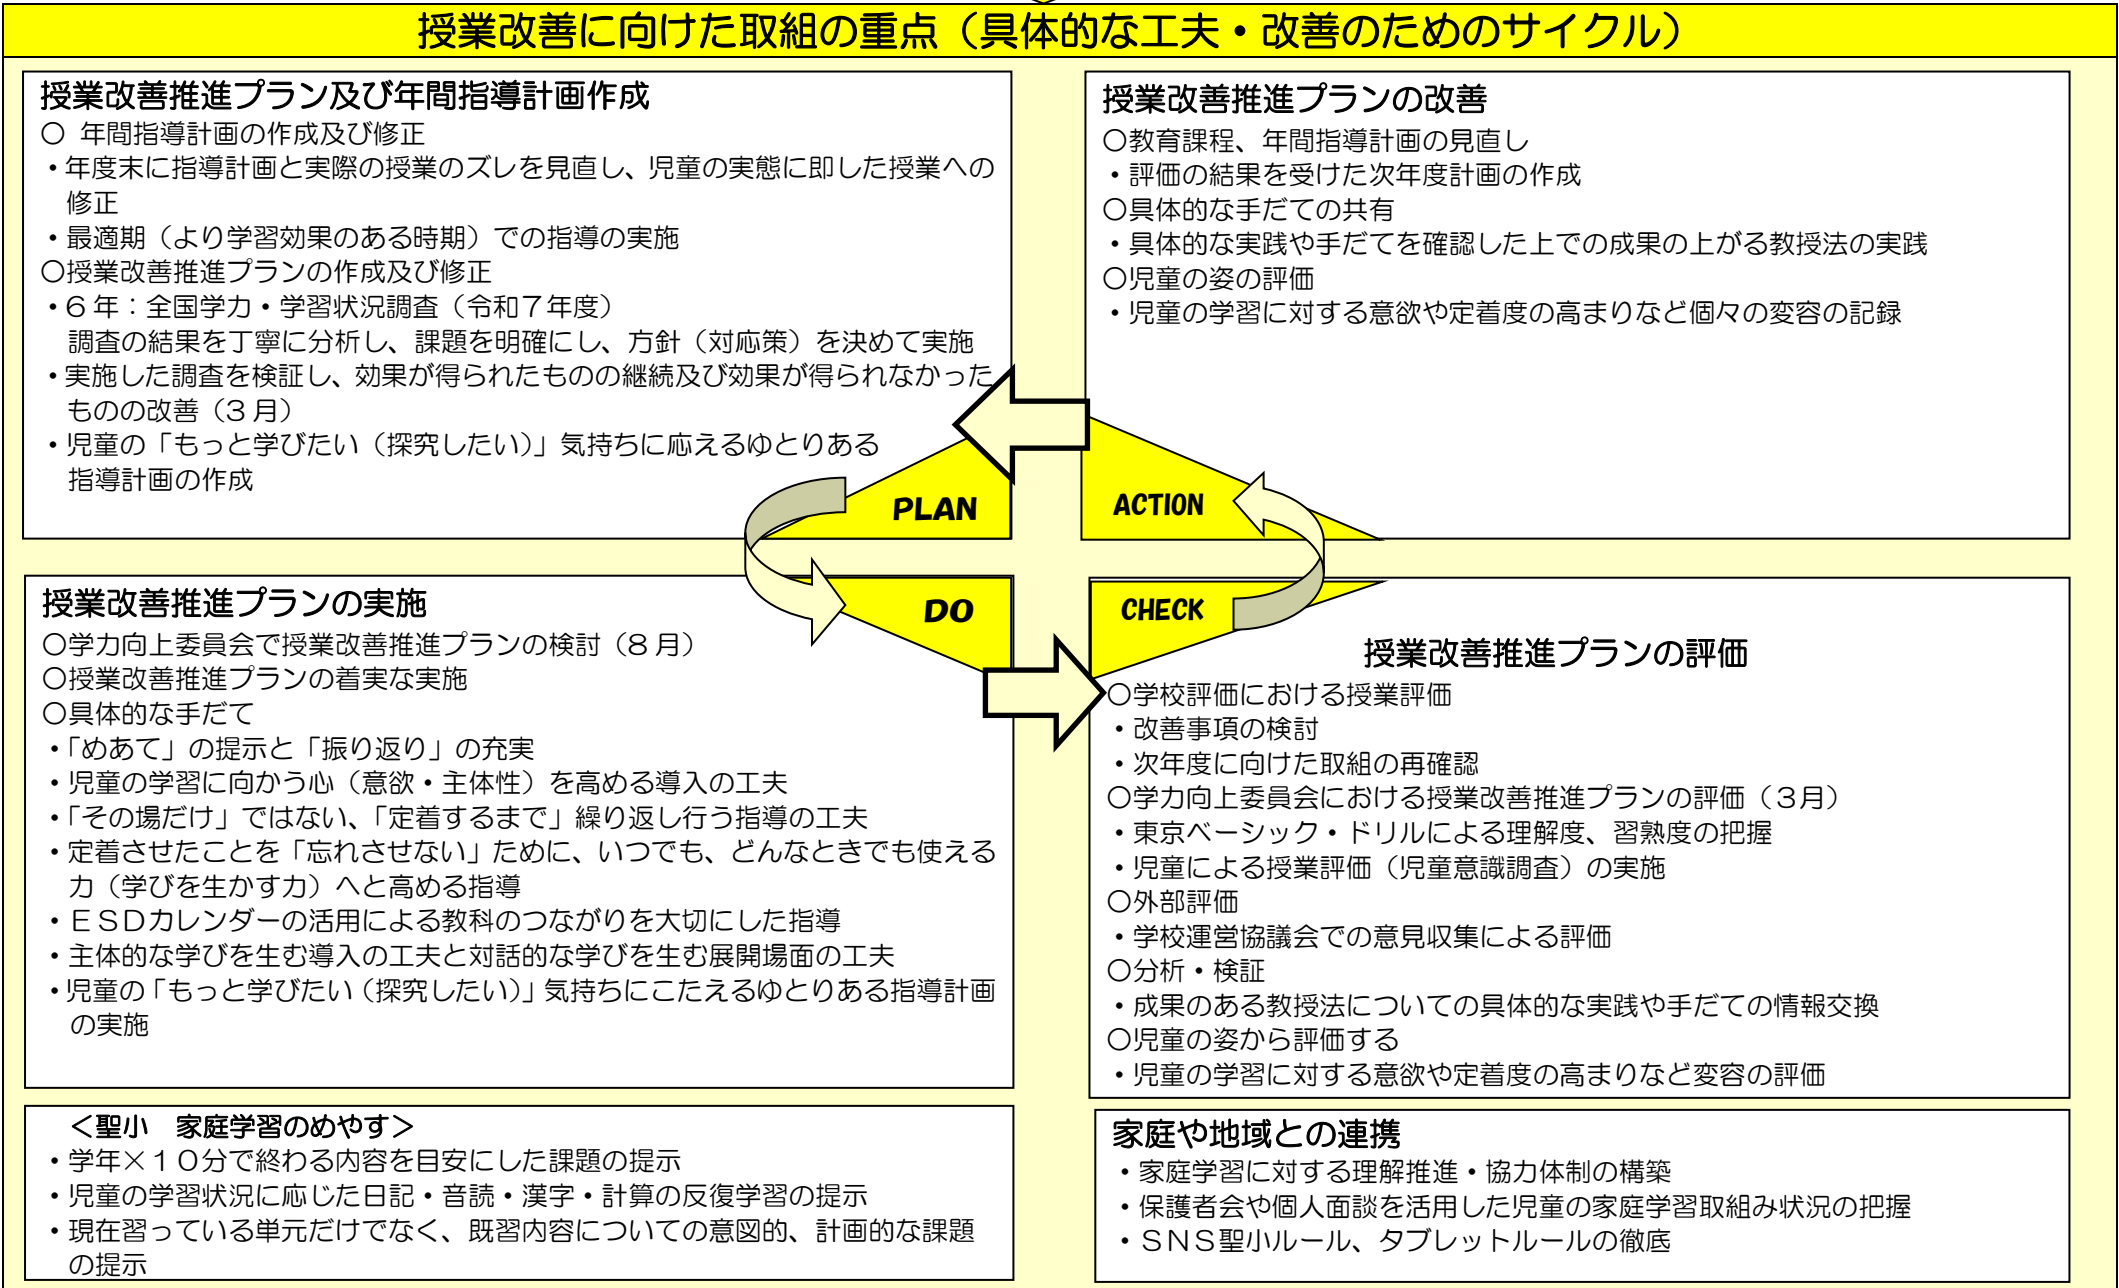 授業改善に向けた取組の重点（具体的な工夫・改善のためのサイクル）
授業改善推進プラン及び年間指導計画作成
〇 年間指導計画の作成及び修正
・年度末に指導計画と実際の授業のズレを見直し、児童の実態に即した授業への
修正
・最適期（より学習効果のある時期）での指導の実施
〇授業改善推進プランの作成及び修正
・6年：全国学力・学習状況調査（令和７年度）
調査の結果を丁寧に分析し、課題を明確にし、方針（対応策）を決めて実施
・実施した調査を検証し、効果が得られたものの継続及び効果が得られなかった
ものの改善（3月）
・児童の「もっと学びたい（探究したい）」気持ちに応えるゆとりある
指導計画の作成
PLAN
授業改善推進プランの改善
〇教育課程、年間指導計画の見直し
・評価の結果を受けた次年度計画の作成
〇具体的な手だての共有
・具体的な実践や手だてを確認した上での成果の上がる教授法の実践
〇児童の姿の評価
・児童の学習に対する意欲や定着度の高まりなど個々の変容の記録
ACTION
授業改善推進プランの実施
〇学力向上委員会で授業改善推進プランの検討（8月）
〇授業改善推進プランの着実な実施
〇具体的な手だて
・「めあて」の提示と「振り返り」の充実
・児童の学習に向かう心（意欲・主体性）を高める導入の工夫
・「その場だけ」ではない、「定着するまで」繰り返し行う指導の工夫
・定着させたことを「忘れさせない」ために、いつでも、どんなときでも使える
力（学びを生かす力）へと高める指導
・ＥＳＤカレンダーの活用による教科のつながりを大切にした指導
・主体的な学びを生む導入の工夫と対話的な学びを生む展開場面の工夫
・児童の「もっと学びたい（探究したい）」気持ちにこたえるゆとりある指導計画
の実施
DO
CHECK
授業改善推進プランの評価
〇学校評価における授業評価
・改善事項の検討
・次年度に向けた取組の再確認
〇学力向上委員会における授業改善推進プランの評価（３月）
・東京ベーシック・ドリルによる理解度、習熟度の把握
・児童による授業評価（児童意識調査）の実施
〇外部評価
・学校運営協議会での意見収集による評価
〇分析・検証
・成果のある教授法についての具体的な実践や手だての情報交換
〇児童の姿から評価する
・児童の学習に対する意欲や定着度の高まりなど変容の評価
＜聖小　家庭学習のめやす＞
・学年×１０分で終わる内容を目安にした課題の提示
・児童の学習状況に応じた日記・音読・漢字・計算の反復学習の提示
・現在習っている単元だけでなく、既習内容についての意図的、計画的な課題
の提示
家庭や地域との連携
・家庭学習に対する理解推進・協力体制の構築
・保護者会や個人面談を活用した児童の家庭学習取組み状況の把握
・ＳＮＳ聖小ルール、タブレットルールの徹底